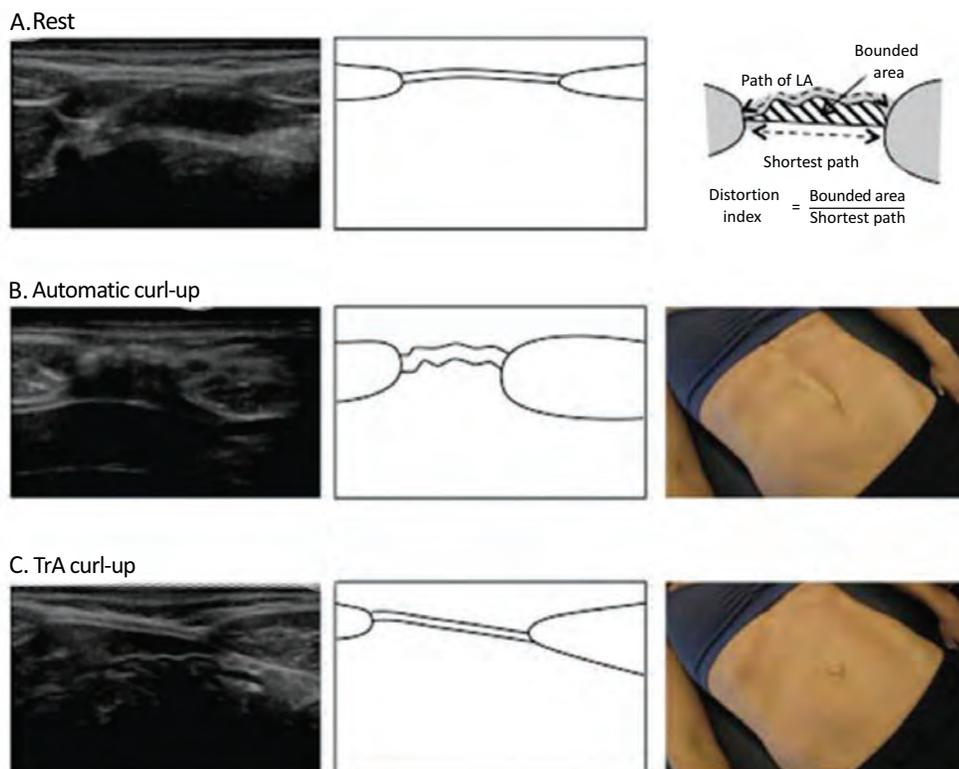 A. Rest
Path of LA
Bounded
area
Shortest path
Distortion
index
=
Bounded area
Shortest path
B. Automatic curl-up
C. TrA curl-up